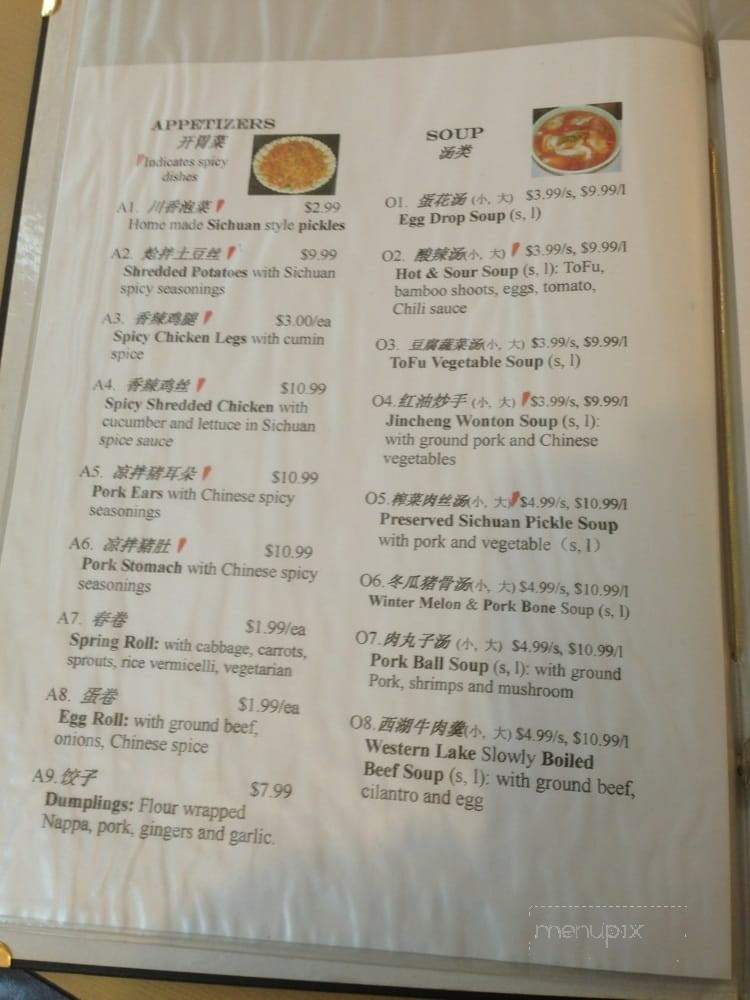 APPETIZERS
开胃菜
Indicates spicy
dishes
A1. 川香泡菜 $2.99
Home made Sichuan style pickles
A2. 炝拌土豆丝 $9.99
Shredded Potatoes with Sichuan
spicy seasonings
A3. 香辣鸡腿 $3.00/ea
Spicy Chicken Legs with cumin
spice
A4. 香辣鸡丝 $10.99
Spicy Shredded Chicken with
cucumber and lettuce in Sichuan
spice sauce
A5. 凉拌猪耳朵 $10.99
Pork Ears with Chinese spicy
seasonings
A6. 凉拌猪肚 $10.99
Pork Stomach with Chinese spicy
seasonings
A7. 春卷 $1.99/ea
Spring Roll: with cabbage, carrots,
sprouts, rice vermicelli, vegetarian
A8. 蛋卷 $1.99/ea
Egg Roll: with ground beef,
onions, Chinese spice
A9. 饺子 $7.99
Dumplings: Flour wrapped
Nappa, pork, gingers and garlic.
SOUP
汤类
O1. 蛋花汤 (小, 大) $3.99/s, $9.99/l
Egg Drop Soup (s, l)
O2. 酸辣汤(小, 大) $3.99/s, $9.99/l
Hot & Sour Soup (s, l): ToFu,
bamboo shoots, eggs, tomato,
Chili sauce
O3. 豆腐蔬菜汤(小, 大) $3.99/s, $9.99/l
ToFu Vegetable Soup (s, l)
O4. 红油炒手 (小, 大) $3.99/s, $9.99/l
Jincheng Wonton Soup (s, l):
with ground pork and Chinese
vegetables
O5. 榨菜肉丝汤(小, 大) $4.99/s, $10.99/l
Preserved Sichuan Pickle Soup
with pork and vegetable（s, l）
O6. 冬瓜猪骨汤(小, 大) $4.99/s, $10.99/l
Winter Melon & Pork Bone Soup (s, l)
O7. 肉丸子汤 (小, 大) $4.99/s, $10.99/l
Pork Ball Soup (s, l): with ground
Pork, shrimps and mushroom
O8. 西湖牛肉羹(小, 大) $4.99/s, $10.99/l
Western Lake Slowly Boiled
Beef Soup (s, l): with ground beef,
cilantro and egg
menupix